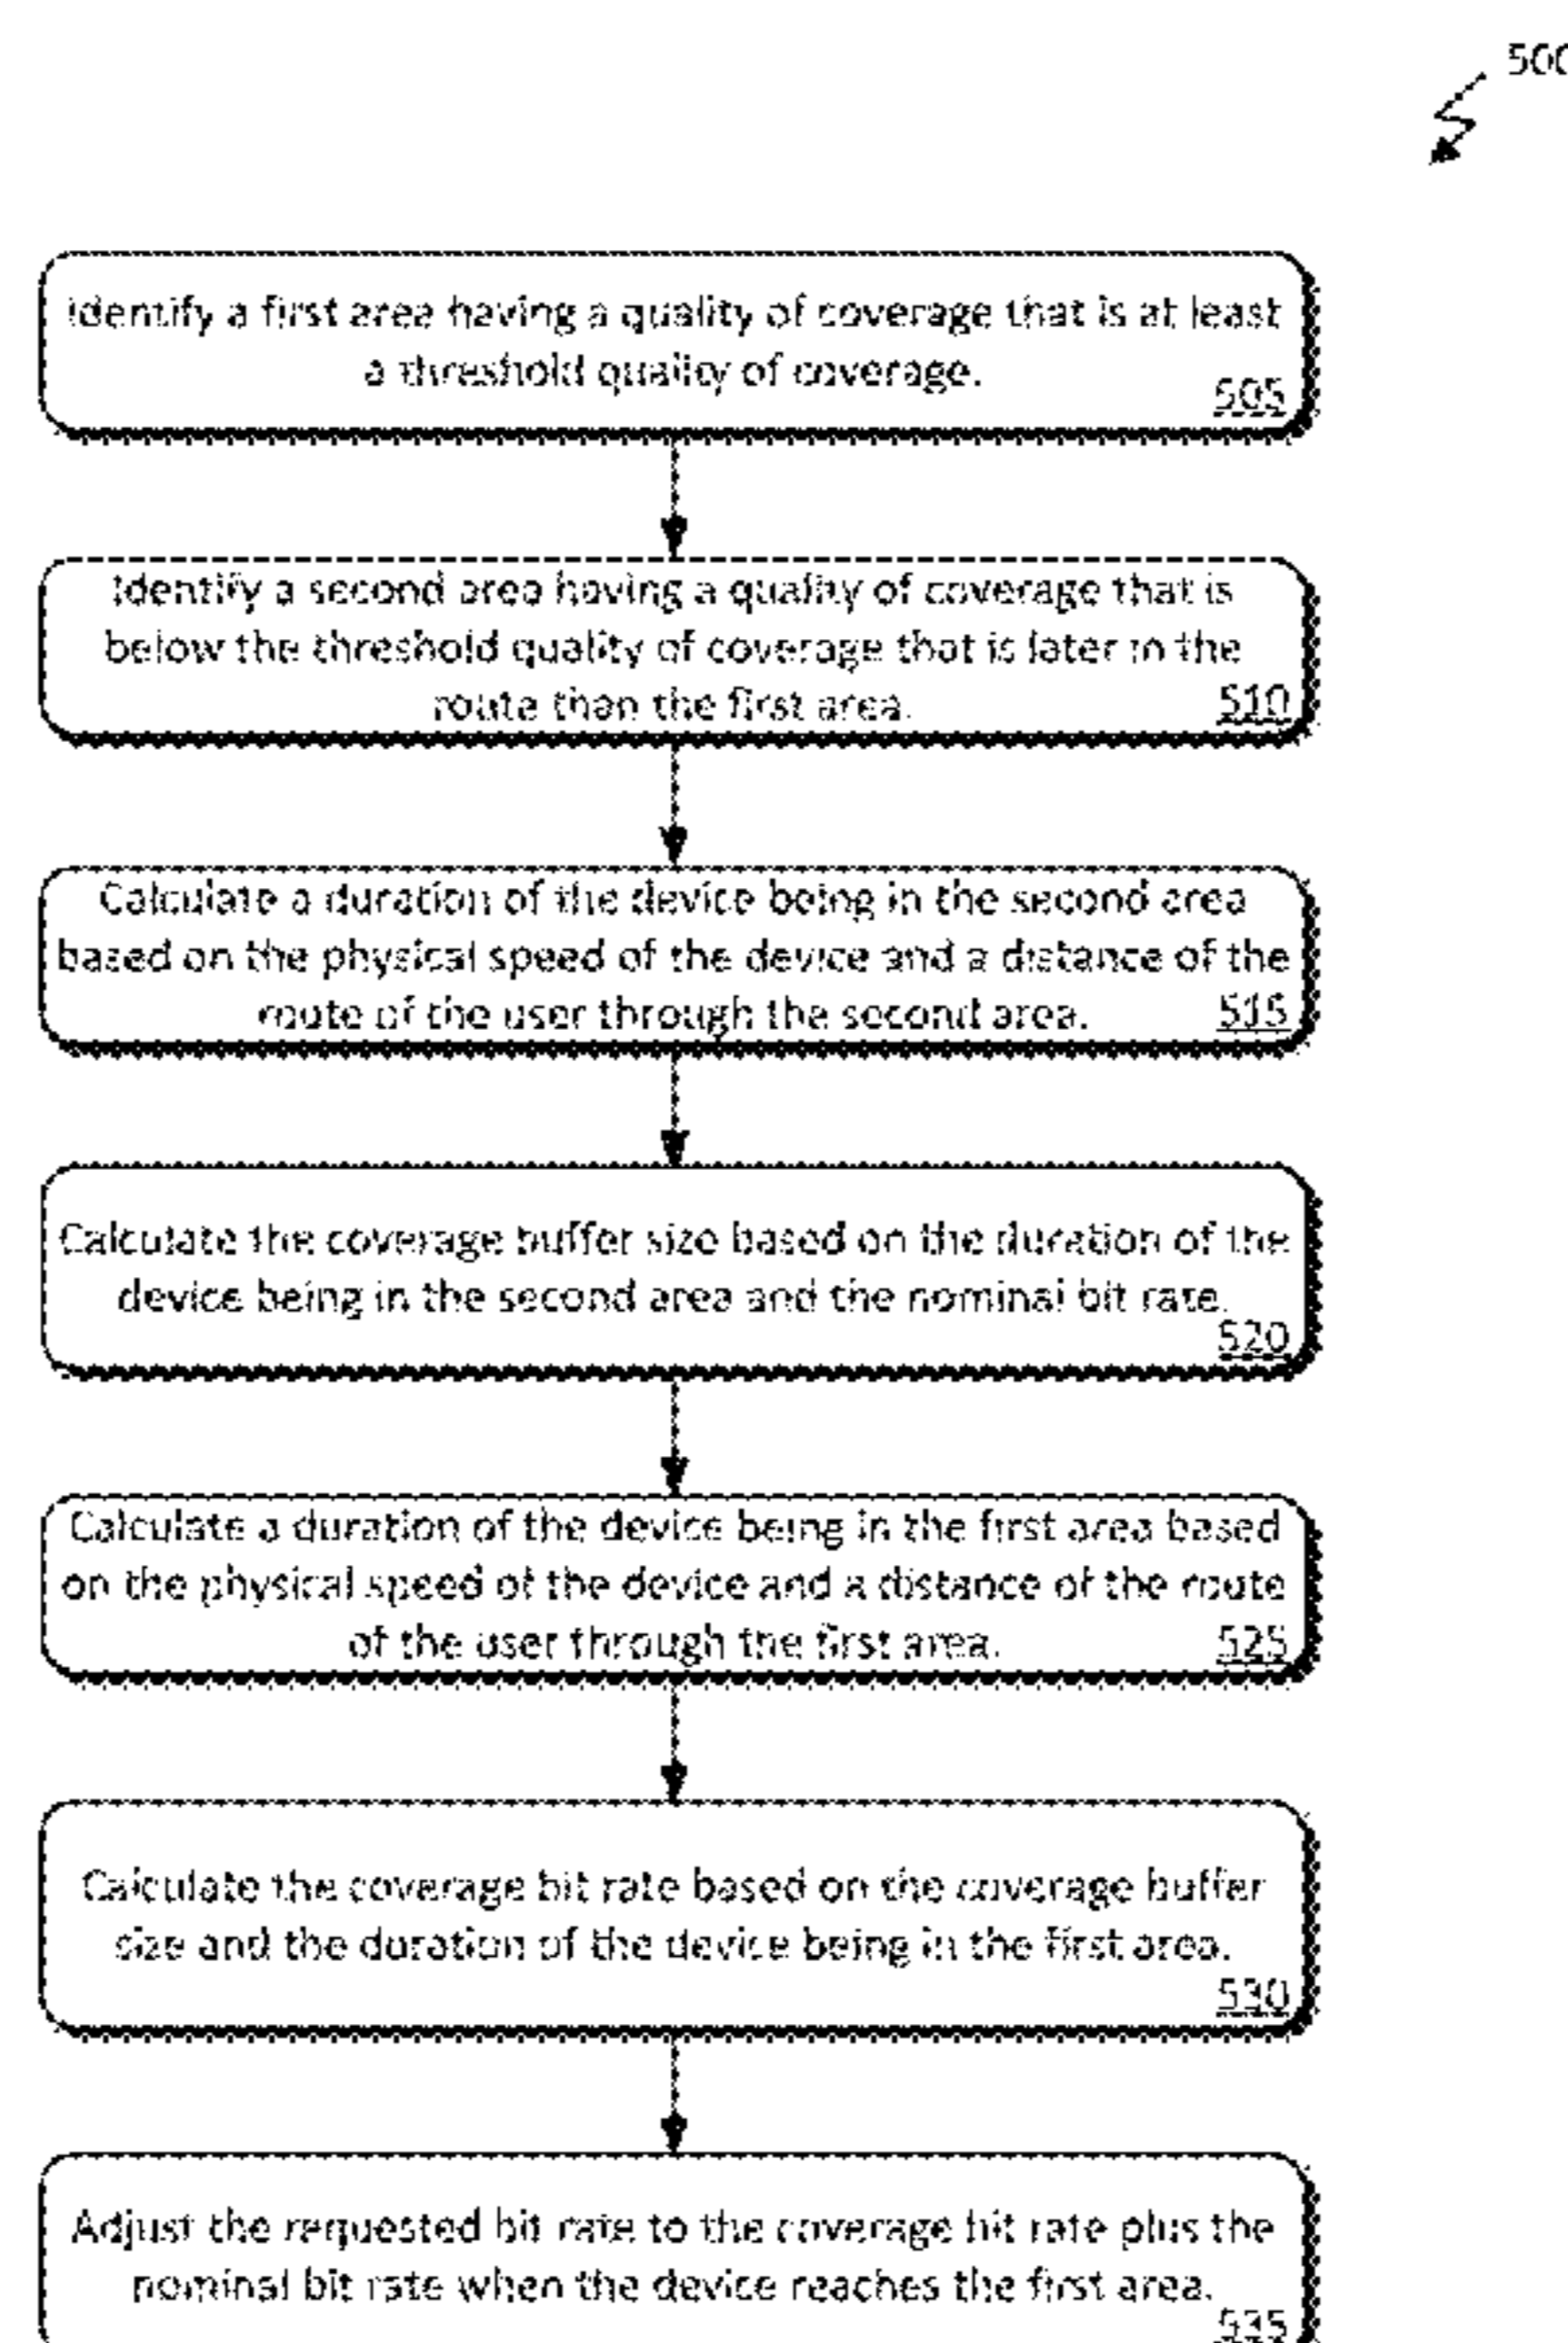 500
Identify a first area having a quality of coverage that is at least
a threshold quality of coverage.
505
Identify a second area having a quality of coverage that is
below the threshold quality of coverage that is later in the
route than the first area.
510
Calculate a duration of the device being in the second area
based on the physical speed of the device and a distance of the
route of the user through the second area.
515
Calculate the coverage buffer size based on the duration of the
device being in the second area and the nominal bit rate.
520
Calculate a duration of the device being in the first area based
on the physical speed of the device and a distance of the route
of the user through the first area.
525
Calculate the coverage bit rate based on the coverage buffer
size and the duration of the device being in the first area.
530
Adjust the requested bit rate to the coverage bit rate plus the
nominal bit rate when the device reaches the first area.
535